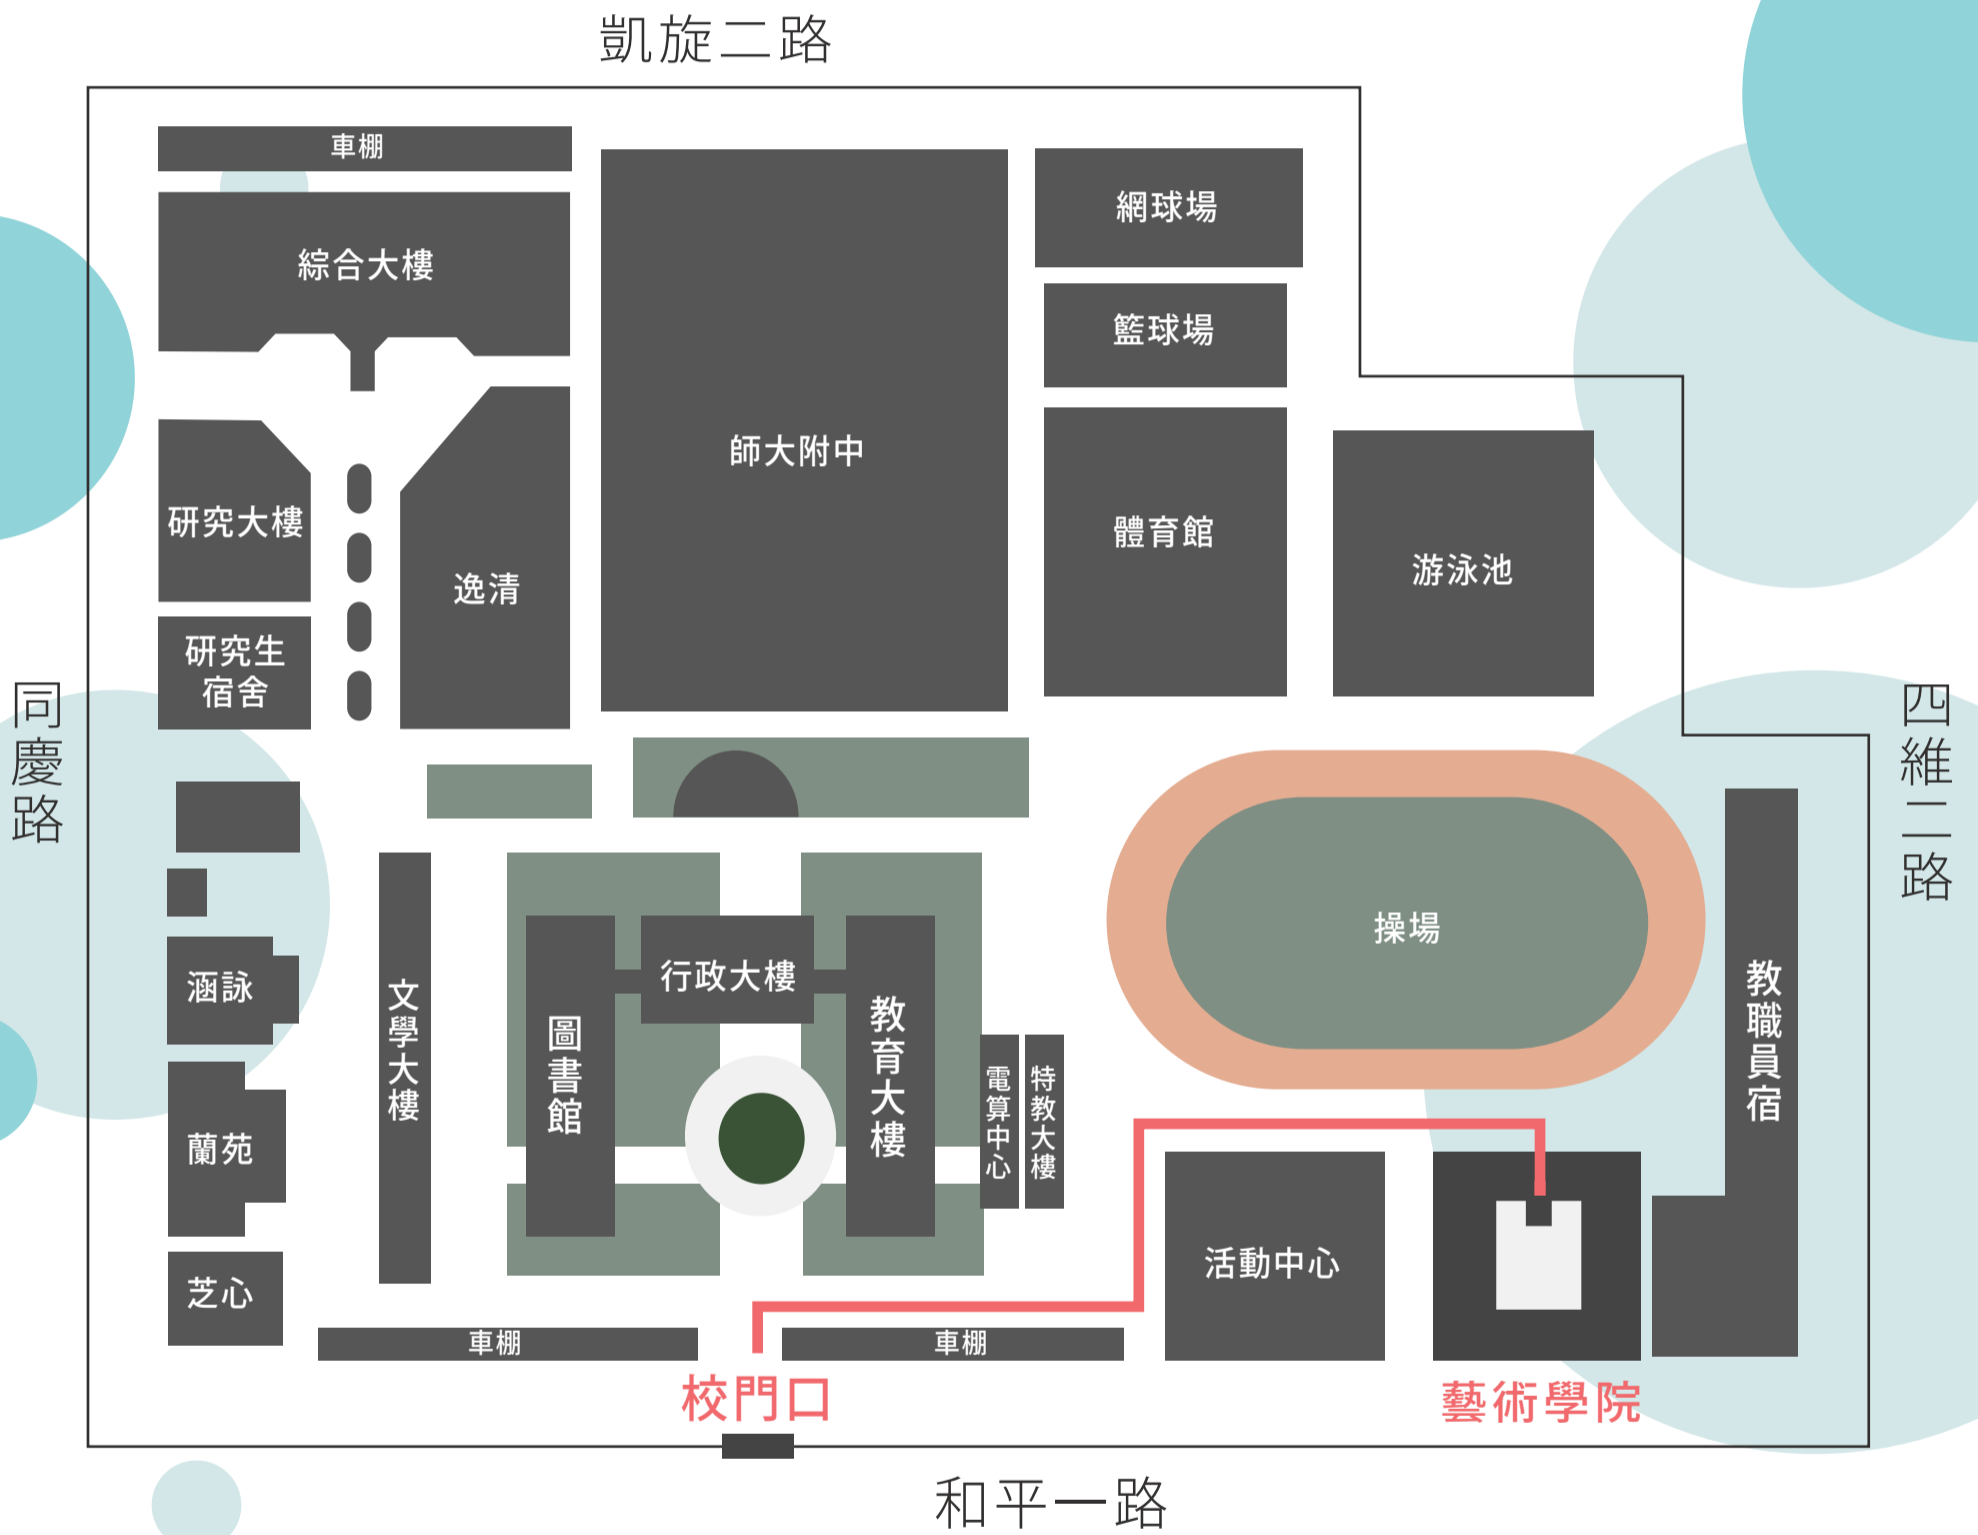 凱旋二路
車棚
綜合大樓
網球場
籃球場
師大附中
研究大樓
體育館
游泳池
逸清
研究生
宿舍
同慶路
四維二路
操場
涵詠
文學大樓
行政大樓
圖書館
教育大樓
教職員宿
電算中心
特教大樓
蘭苑
芝心
活動中心
車棚
車棚
校門口
藝術學院
和平一路